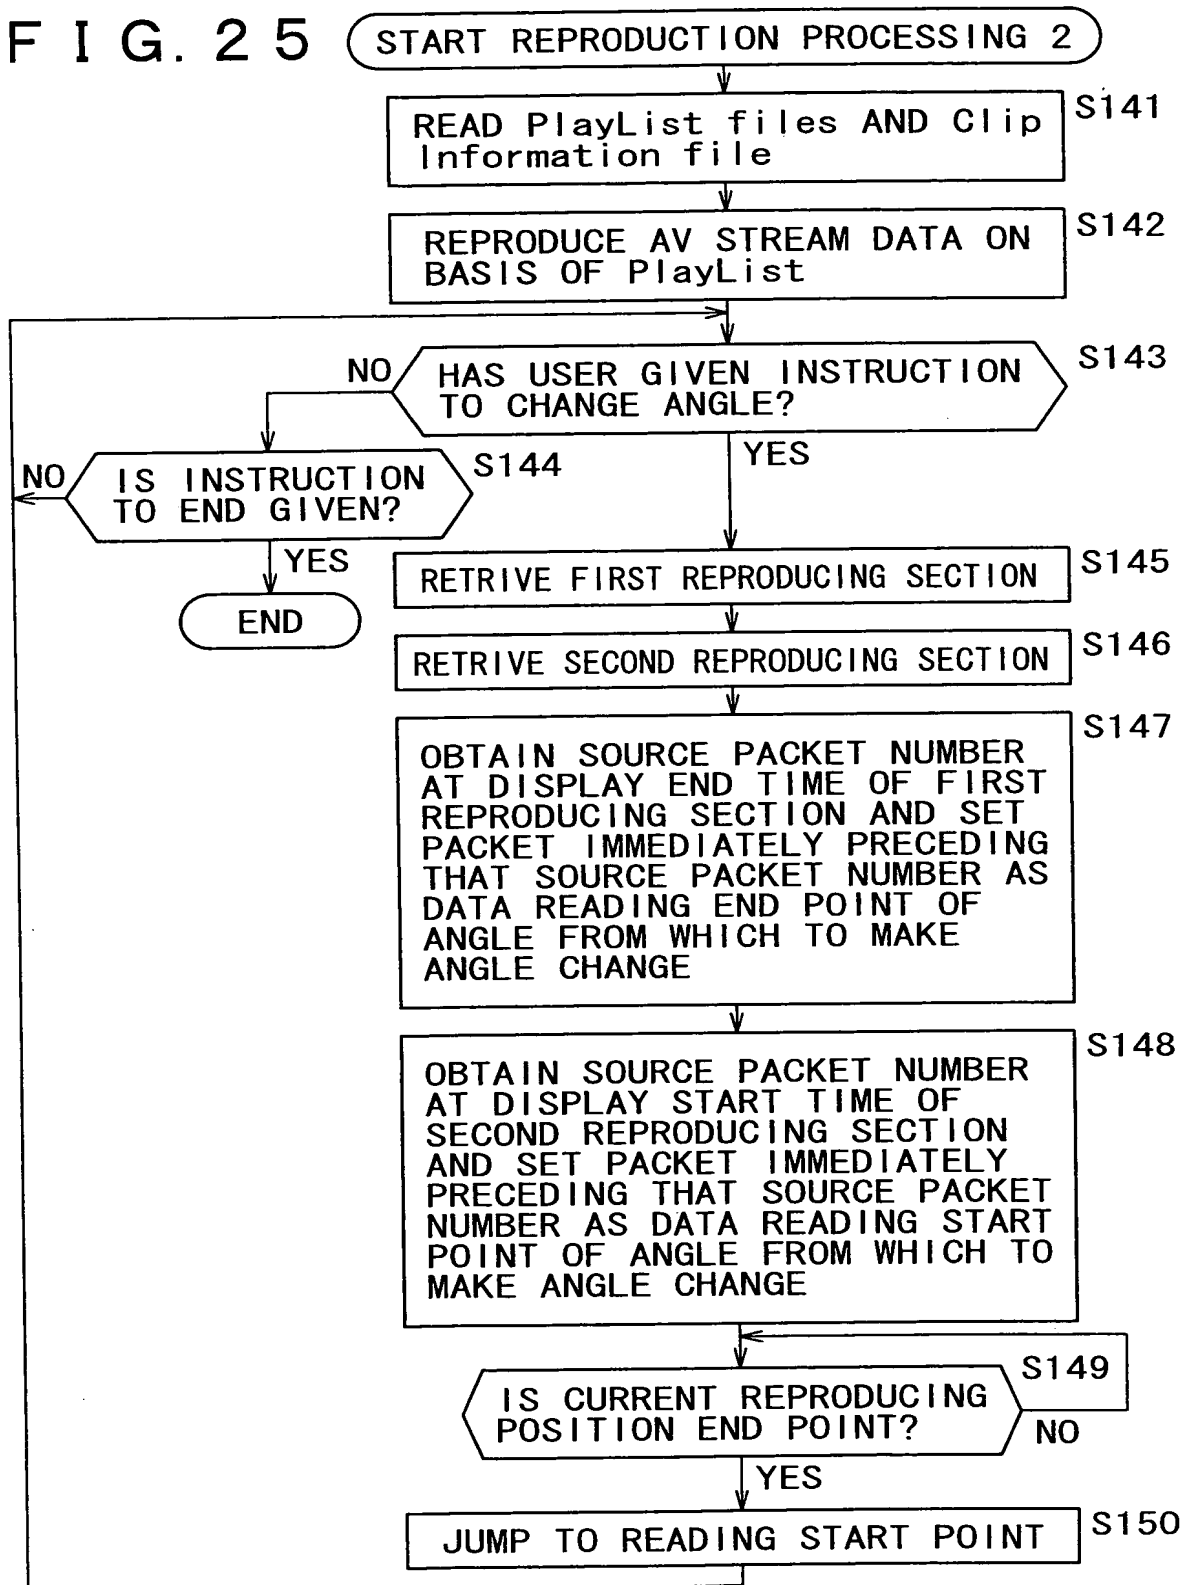 FIG. 25
START REPRODUCTION PROCESSING 2
S141
READ PlayList files AND Clip
Information file
S142
REPRODUCE AV STREAM DATA ON
BASIS OF PlayList
S143
NO
HAS USER GIVEN INSTRUCTION
TO CHANGE ANGLE?
YES
S144
NO
IS INSTRUCTION
TO END GIVEN?
YES
END
S145
RETRIVE FIRST REPRODUCING SECTION
S146
RETRIVE SECOND REPRODUCING SECTION
S147
OBTAIN SOURCE PACKET NUMBER
AT DISPLAY END TIME OF FIRST
REPRODUCING SECTION AND SET
PACKET IMMEDIATELY PRECEDING
THAT SOURCE PACKET NUMBER AS
DATA READING END POINT OF
ANGLE FROM WHICH TO MAKE
ANGLE CHANGE
S148
OBTAIN SOURCE PACKET NUMBER
AT DISPLAY START TIME OF
SECOND REPRODUCING SECTION
AND SET PACKET IMMEDIATELY
PRECEDING THAT SOURCE PACKET
NUMBER AS DATA READING START
POINT OF ANGLE FROM WHICH TO
MAKE ANGLE CHANGE
S149
IS CURRENT REPRODUCING
POSITION END POINT?
NO
YES
S150
JUMP TO READING START POINT